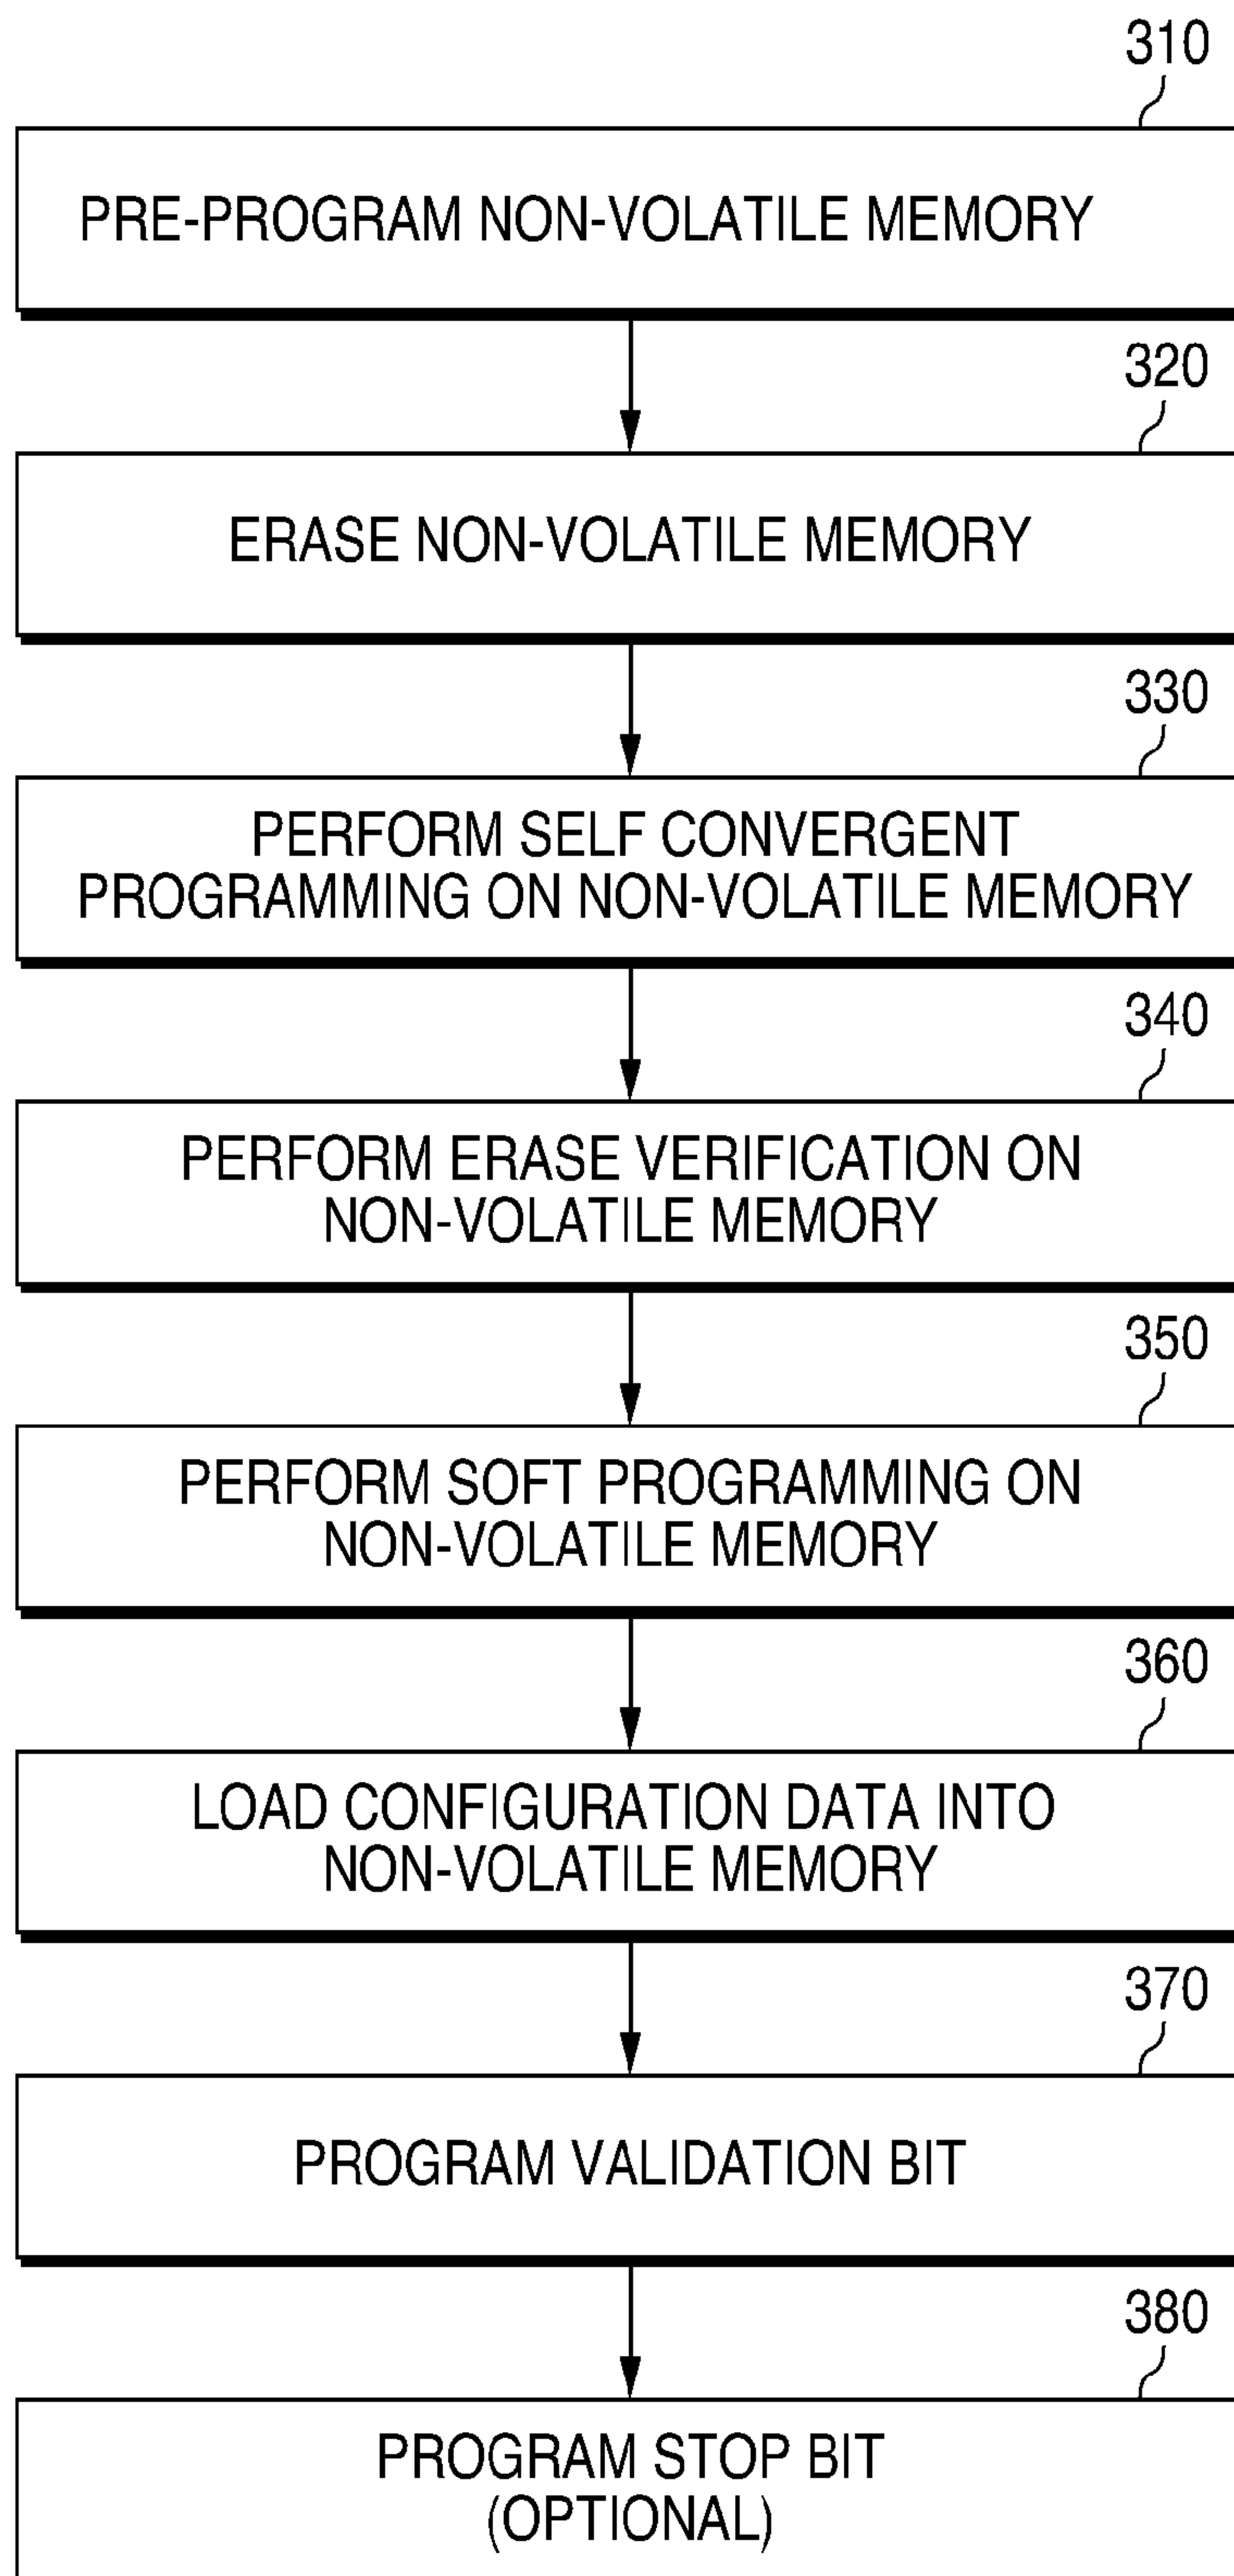 310
PRE-PROGRAM NON-VOLATILE MEMORY
320
ERASE NON-VOLATILE MEMORY
330
PERFORM SELF CONVERGENT
PROGRAMMING ON NON-VOLATILE MEMORY
340
PERFORM ERASE VERIFICATION ON
NON-VOLATILE MEMORY
350
PERFORM SOFT PROGRAMMING ON
NON-VOLATILE MEMORY
360
LOAD CONFIGURATION DATA INTO
NON-VOLATILE MEMORY
370
PROGRAM VALIDATION BIT
380
PROGRAM STOP BIT
(OPTIONAL)